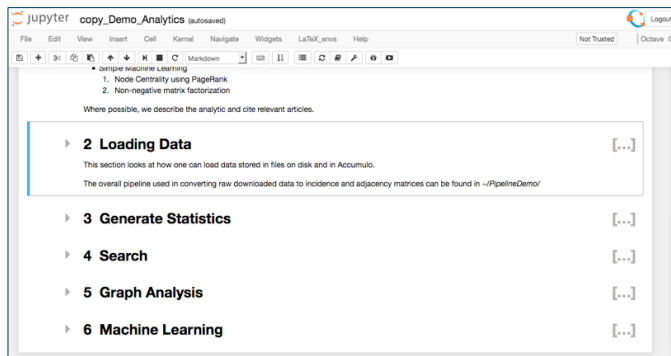 jupyter copy_Demo_Analytics (autosaved)
Logout
File Edit View Insert Cell Kernel Navigate Widgets LaTeX_envs Help
Not Trusted Octave
Markdown
Simple Machine Learning
1. Node Centrality using PageRank
2. Non-negative matrix factorization
Where possible, we describe the analytic and cite relevant articles.
2 Loading Data [...]
This section looks at how one can load data stored in files on disk and in Accumulo.
The overall pipeline used in converting raw downloaded data to incidence and adjacency matrices can be found in ~/PipelineDemo/
3 Generate Statistics [...]
4 Search [...]
5 Graph Analysis [...]
6 Machine Learning [...]